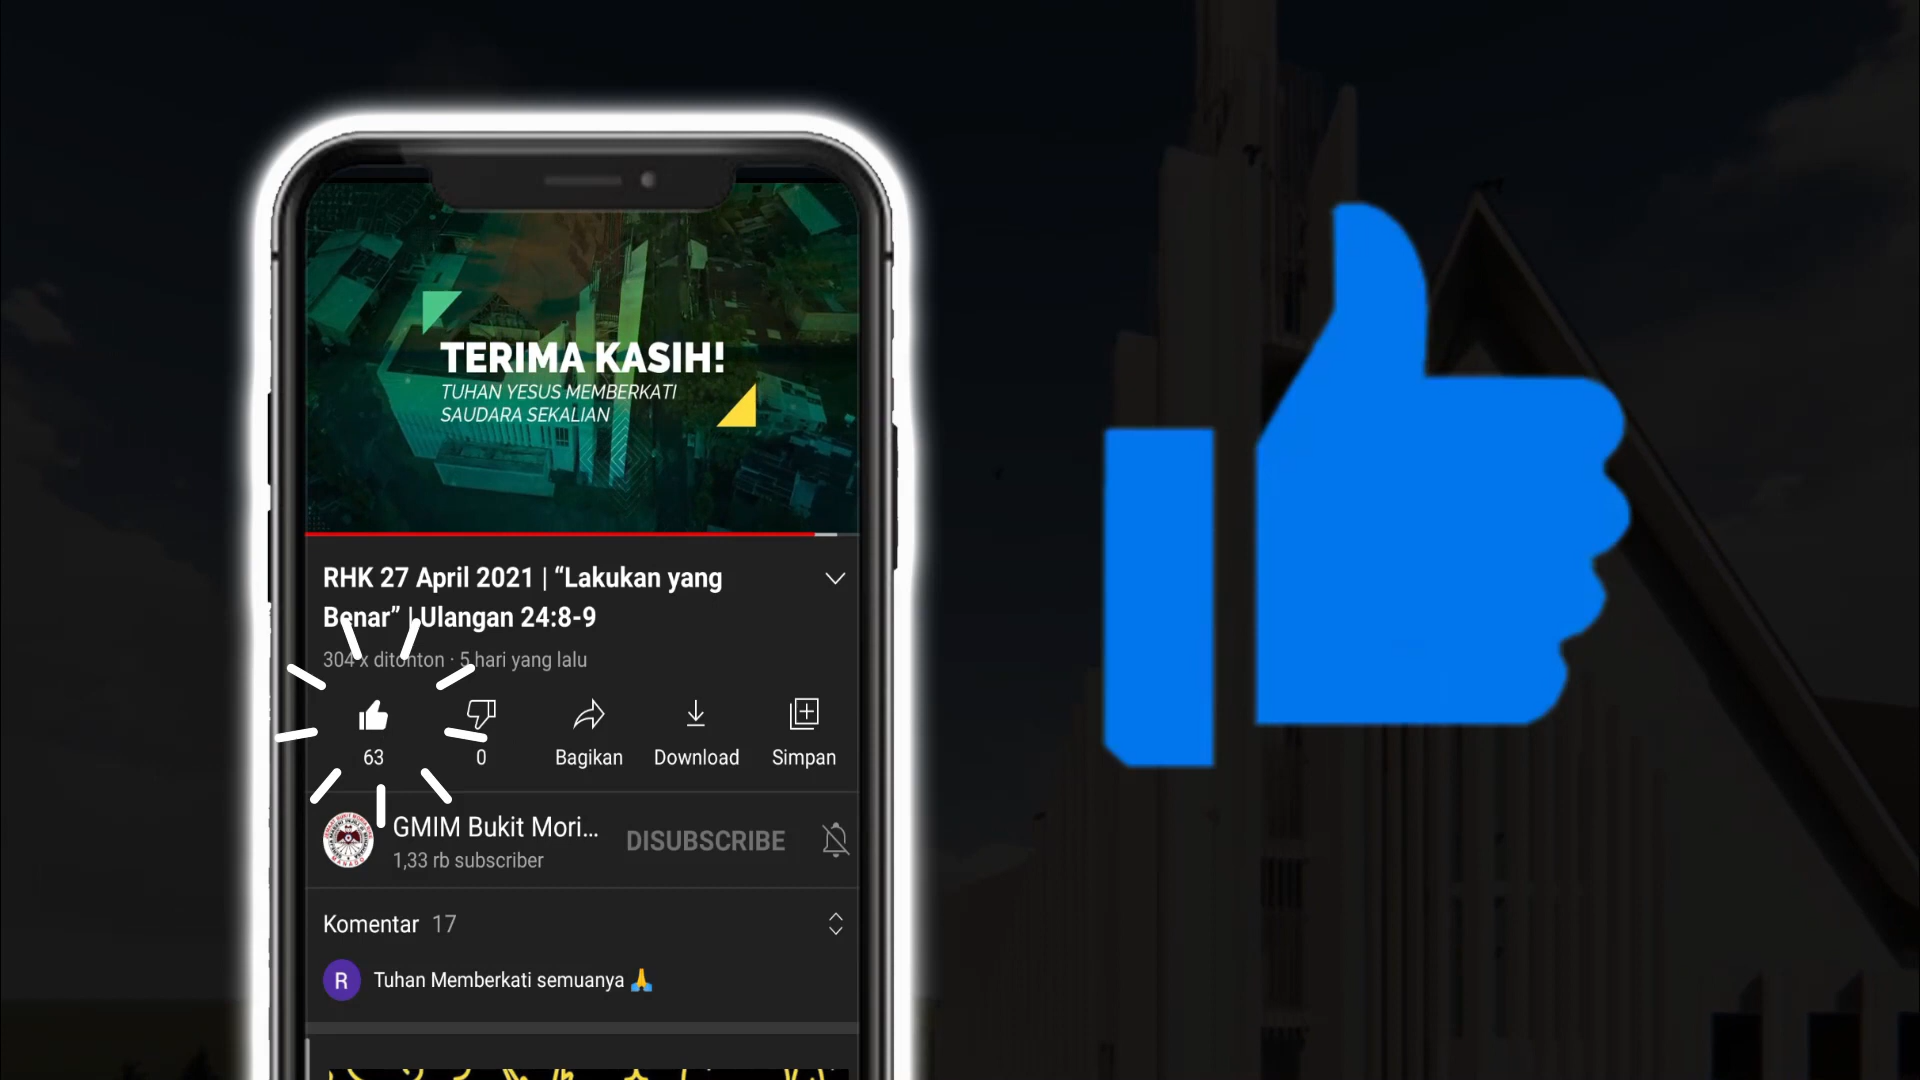 TERIMA KASIH!
TUHAN YESUS MEMBERKATI
SAUDARA SEKALIAN
RHK 27 April 2021 | “Lakukan yang
Benar” | Ulangan 24:8-9
304 x ditonton · 5 hari yang lalu
63
0
Bagikan
Download
Simpan
GMIM Bukit Mori...
DISUBSCRIBE
1,33 rb subscriber
Komentar 17
R
Tuhan Memberkati semuanya 🙏